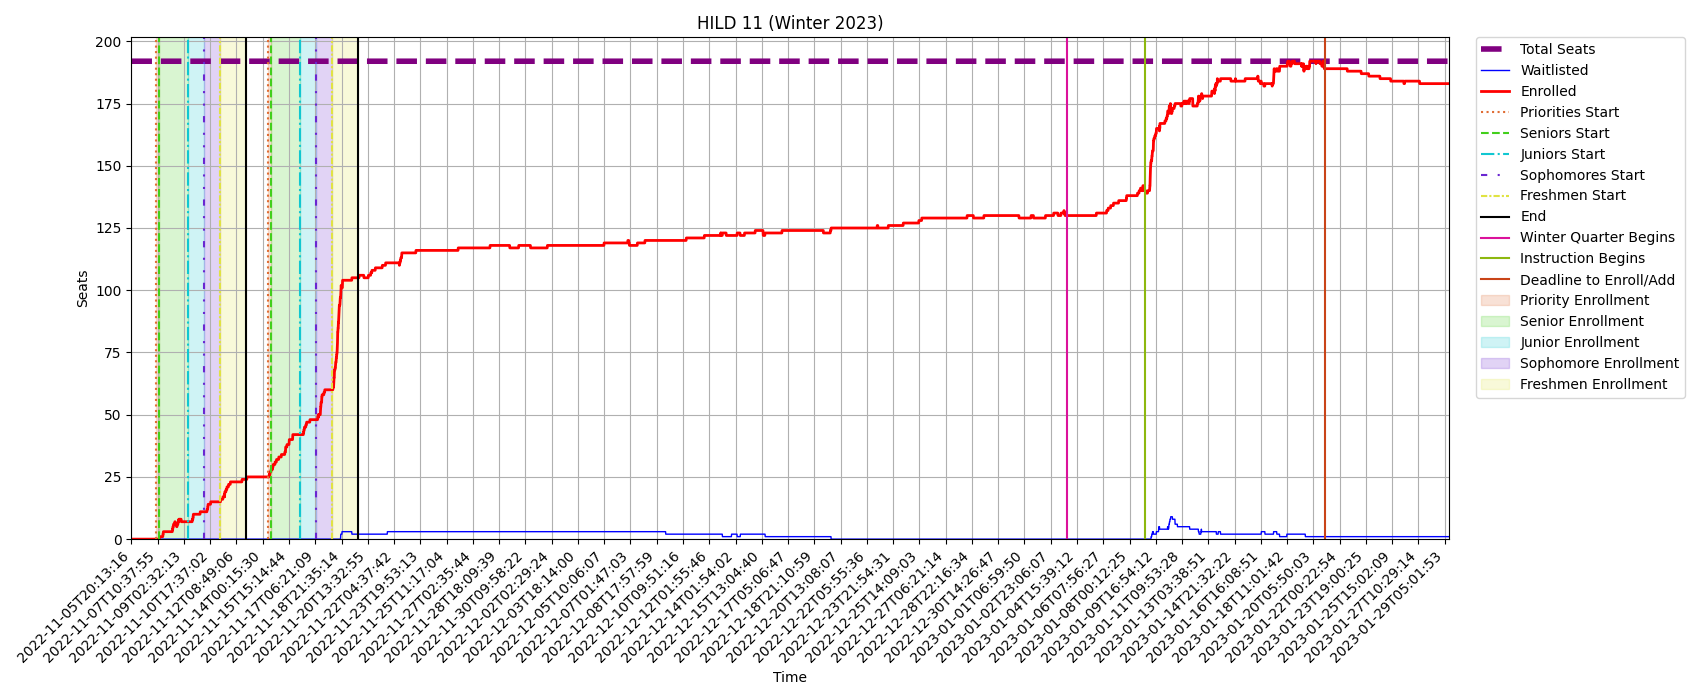 HILD 11 (Winter 2023)
200
175
150
125
100
75
50
25
0
Seats
2022-11-05T20:13:16
2022-11-07T10:37:55
2022-11-09T02:32:13
2022-11-10T17:37:02
2022-11-12T08:49:06
2022-11-14T00:15:30
2022-11-15T15:14:44
2022-11-17T06:21:09
2022-11-18T21:35:14
2022-11-20T13:32:55
2022-11-22T04:37:42
2022-11-23T19:53:13
2022-11-25T11:17:04
2022-11-27T02:35:44
2022-11-28T18:09:39
2022-11-30T09:58:22
2022-12-02T02:29:24
2022-12-03T18:14:00
2022-12-05T10:06:07
2022-12-07T01:47:03
2022-12-08T17:57:59
2022-12-10T09:51:16
2022-12-12T01:55:46
2022-12-14T01:54:02
2022-12-15T13:04:40
2022-12-17T05:06:47
2022-12-18T21:10:59
2022-12-20T13:08:07
2022-12-22T05:55:36
2022-12-23T21:54:31
2022-12-25T14:09:03
2022-12-27T06:21:14
2022-12-28T22:16:34
2022-12-30T14:26:47
2023-01-01T06:59:50
2023-01-02T23:06:07
2023-01-04T15:39:12
2023-01-06T07:56:27
2023-01-08T00:12:25
2023-01-09T16:54:12
2023-01-11T09:53:28
2023-01-13T03:38:51
2023-01-14T21:32:22
2023-01-16T16:08:51
2023-01-18T11:01:42
2023-01-20T05:50:03
2023-01-22T00:22:54
2023-01-23T19:00:25
2023-01-25T15:02:09
2023-01-27T10:29:14
2023-01-29T05:01:53
Time
Total Seats
Waitlisted
Enrolled
Priorities Start
Seniors Start
Juniors Start
Sophomores Start
Freshmen Start
End
Winter Quarter Begins
Instruction Begins
Deadline to Enroll/Add
Priority Enrollment
Senior Enrollment
Junior Enrollment
Sophomore Enrollment
Freshmen Enrollment